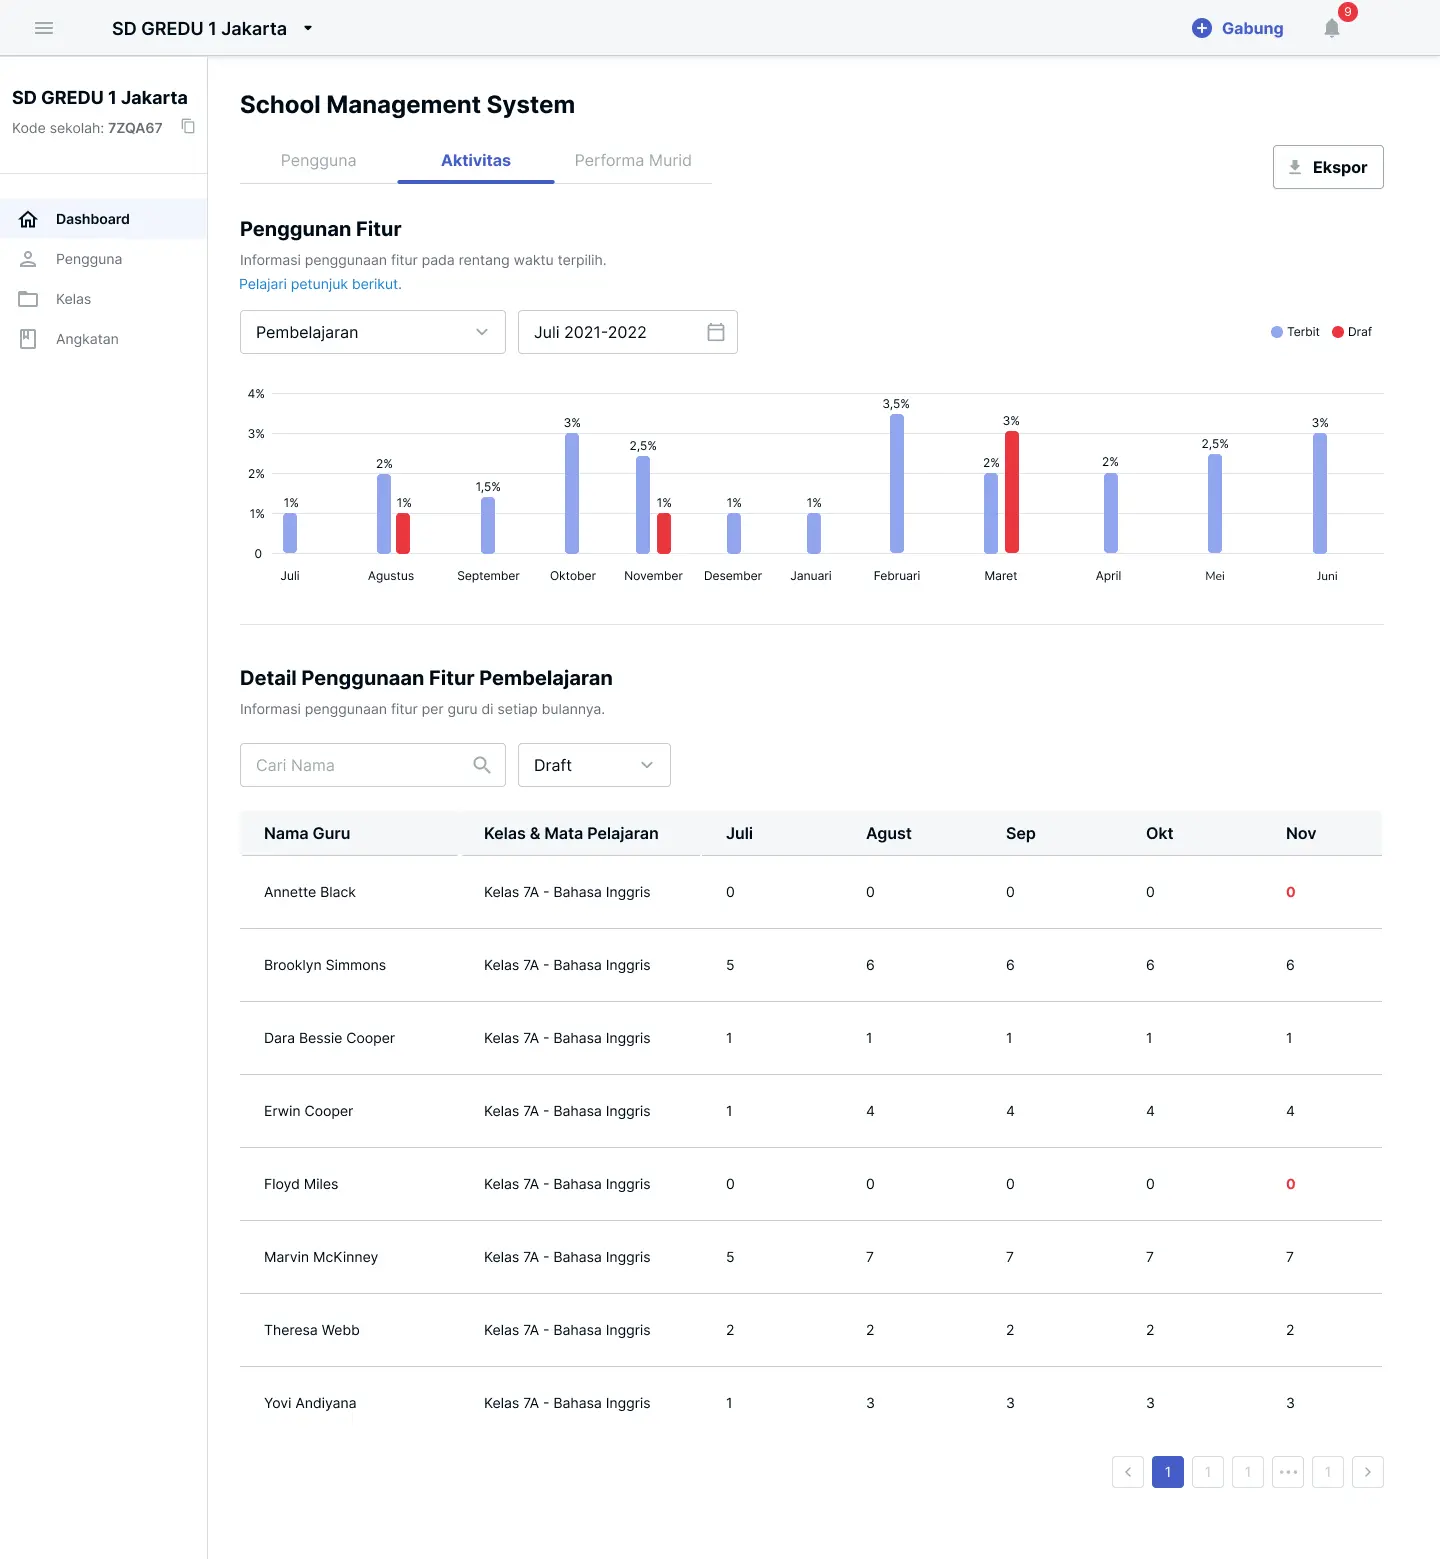 SD GREDU 1 Jakarta
Gabung
9
SD GREDU 1 Jakarta
Kode sekolah: 7ZQA67
Dashboard
Pengguna
Kelas
Angkatan
School Management System
Pengguna Aktivitas Performa Murid
Ekspor
Penggunan Fitur
Informasi penggunaan fitur pada rentang waktu terpilih.
Pelajari petunjuk berikut.
Pembelajaran
Juli 2021-2022
Terbit Draf
4%
3%
2%
1%
0
1% 2% 1% 1,5% 3% 2,5% 1% 1% 1% 3,5% 2% 3% 2% 2,5% 3%
Juli Agustus September Oktober November Desember Januari Februari Maret April Mei Juni
Detail Penggunaan Fitur Pembelajaran
Informasi penggunaan fitur per guru di setiap bulannya.
Cari Nama
Draft
Nama Guru Kelas & Mata Pelajaran Juli Agust Sep Okt Nov
Annette Black Kelas 7A - Bahasa Inggris 0 0 0 0 0
Brooklyn Simmons Kelas 7A - Bahasa Inggris 5 6 6 6 6
Dara Bessie Cooper Kelas 7A - Bahasa Inggris 1 1 1 1 1
Erwin Cooper Kelas 7A - Bahasa Inggris 1 4 4 4 4
Floyd Miles Kelas 7A - Bahasa Inggris 0 0 0 0 0
Marvin McKinney Kelas 7A - Bahasa Inggris 5 7 7 7 7
Theresa Webb Kelas 7A - Bahasa Inggris 2 2 2 2 2
Yovi Andiyana Kelas 7A - Bahasa Inggris 1 3 3 3 3
1 1 1 ••• 1